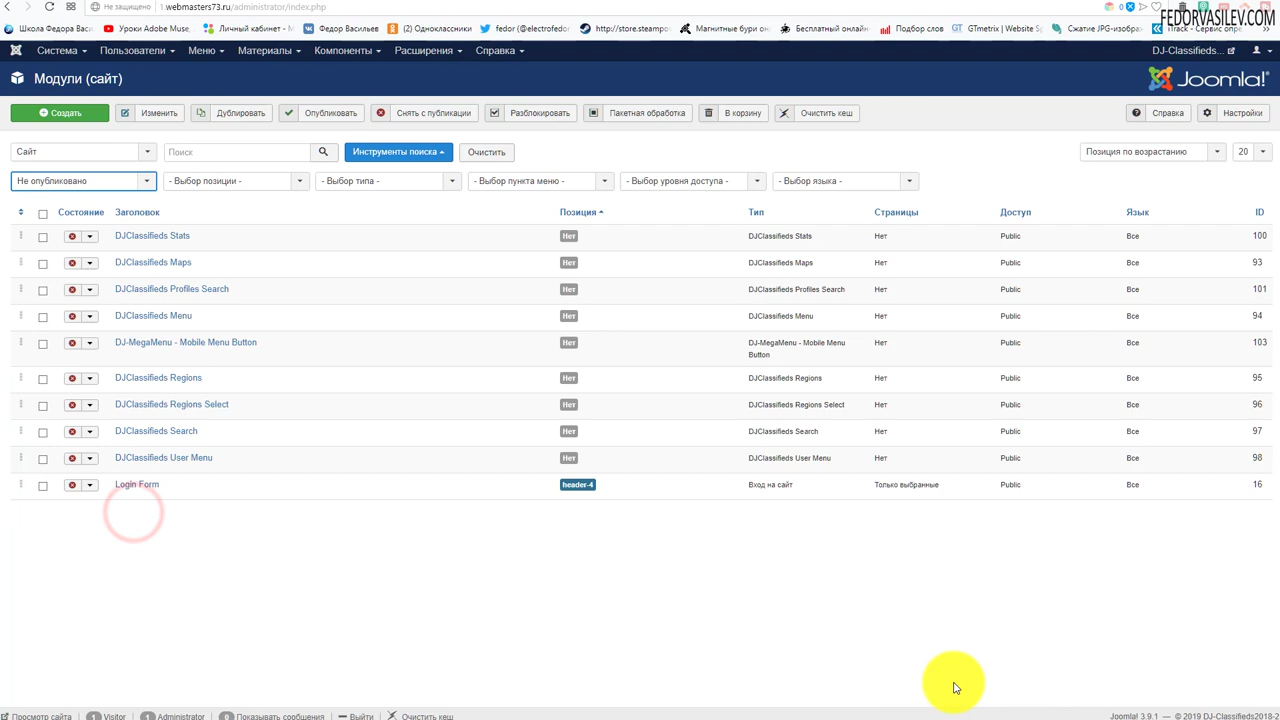 Не защищено 1.webmasters73.ru/administrator/index.php
FEDORVASILEV.COM
Школа Федора Васи Уроки Adobe Muse Личный кабинет - Федор Васильев (1) Одноклассники fedor (@electrofedor) http://store.steampo Магнитные бури он Бесплатный онлайн Подбор слов GTmetrix | Website Sp Сжатие JPG-изображ iTrack - Сервис опре
Система Пользователи Меню Материалы Компоненты Расширения Справка DJ-Classifieds...
Модули (сайт) Joomla!
Создать Изменить Дублировать Опубликовать Снять с публикации Разблокировать Пакетная обработка В корзину Очистить кеш Справка Настройки
Сайт Поиск Инструменты поиска Очистить Позиция по возрастанию 20
Не опубликовано - Выбор позиции - - Выбор типа - - Выбор пункта меню - - Выбор уровня доступа - - Выбор языка -
Состояние Заголовок Позиция Тип Страницы Доступ Язык ID
DJClassifieds Stats Нет DJClassifieds Stats Нет Public Все 100
DJClassifieds Maps Нет DJClassifieds Maps Нет Public Все 93
DJClassifieds Profiles Search Нет DJClassifieds Profiles Search Нет Public Все 101
DJClassifieds Menu Нет DJClassifieds Menu Нет Public Все 94
DJ-MegaMenu - Mobile Menu Button Нет DJ-MegaMenu - Mobile Menu Button Нет Public Все 103
DJClassifieds Regions Нет DJClassifieds Regions Нет Public Все 95
DJClassifieds Regions Select Нет DJClassifieds Regions Select Нет Public Все 96
DJClassifieds Search Нет DJClassifieds Search Нет Public Все 97
DJClassifieds User Menu Нет DJClassifieds User Menu Нет Public Все 98
Login Form header-4 Вход на сайт Только выбранные Public Все 16
Просмотр сайта 1 Visitor 1 Administrator 0 Показывать сообщения Выйти Очистить кеш Joomla! 3.9.1 — © 2019 DJ-Classifieds2018-2